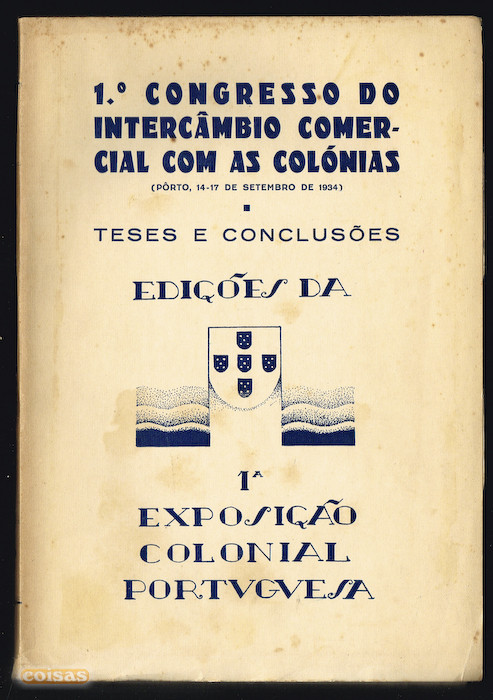 1.º CONGRESSO DO
INTERCÂMBIO COMER-
CIAL COM AS COLÓNIAS
(PÔRTO, 14-17 DE SETEMBRO DE 1934)
TESES E CONCLUSÕES
EDIÇÕES DA
1ª
EXPOSIÇÃO
COLONIAL
PORTVGVESA
coisas